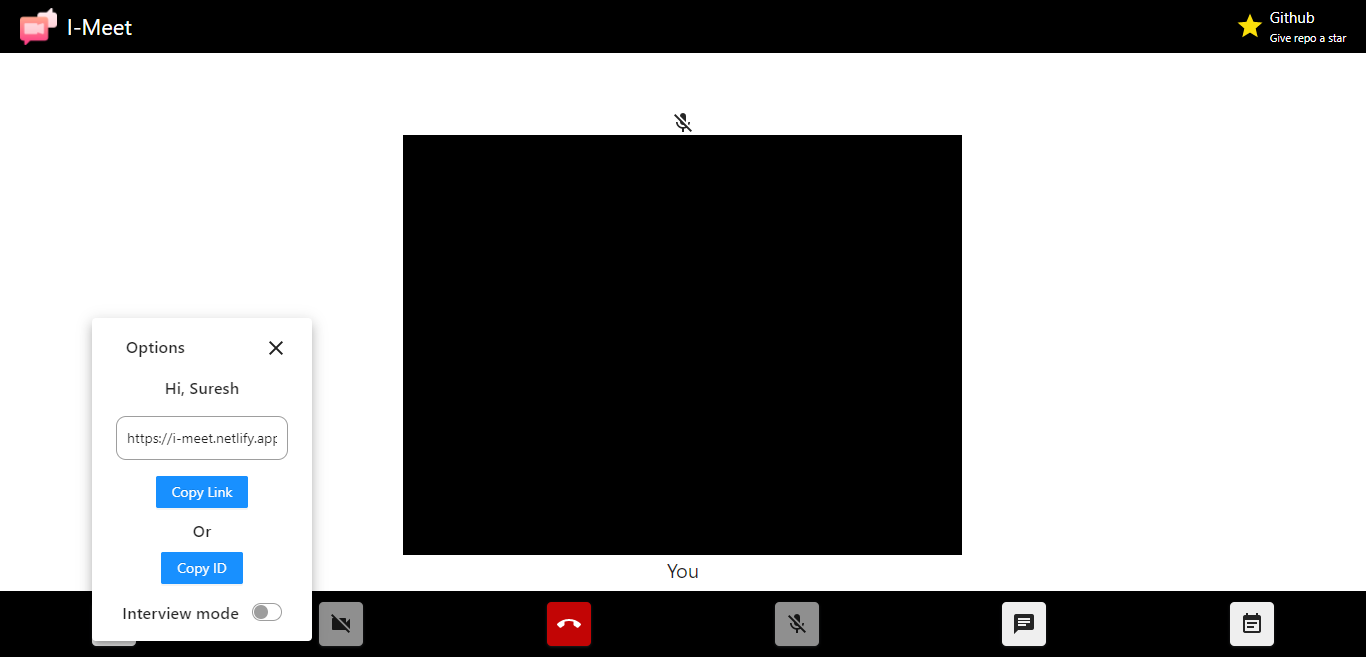 I-Meet
Github
Give repo a star
Options
Hi, Suresh
https://i-meet.netlify.app
Copy Link
Or
Copy ID
Interview mode
You